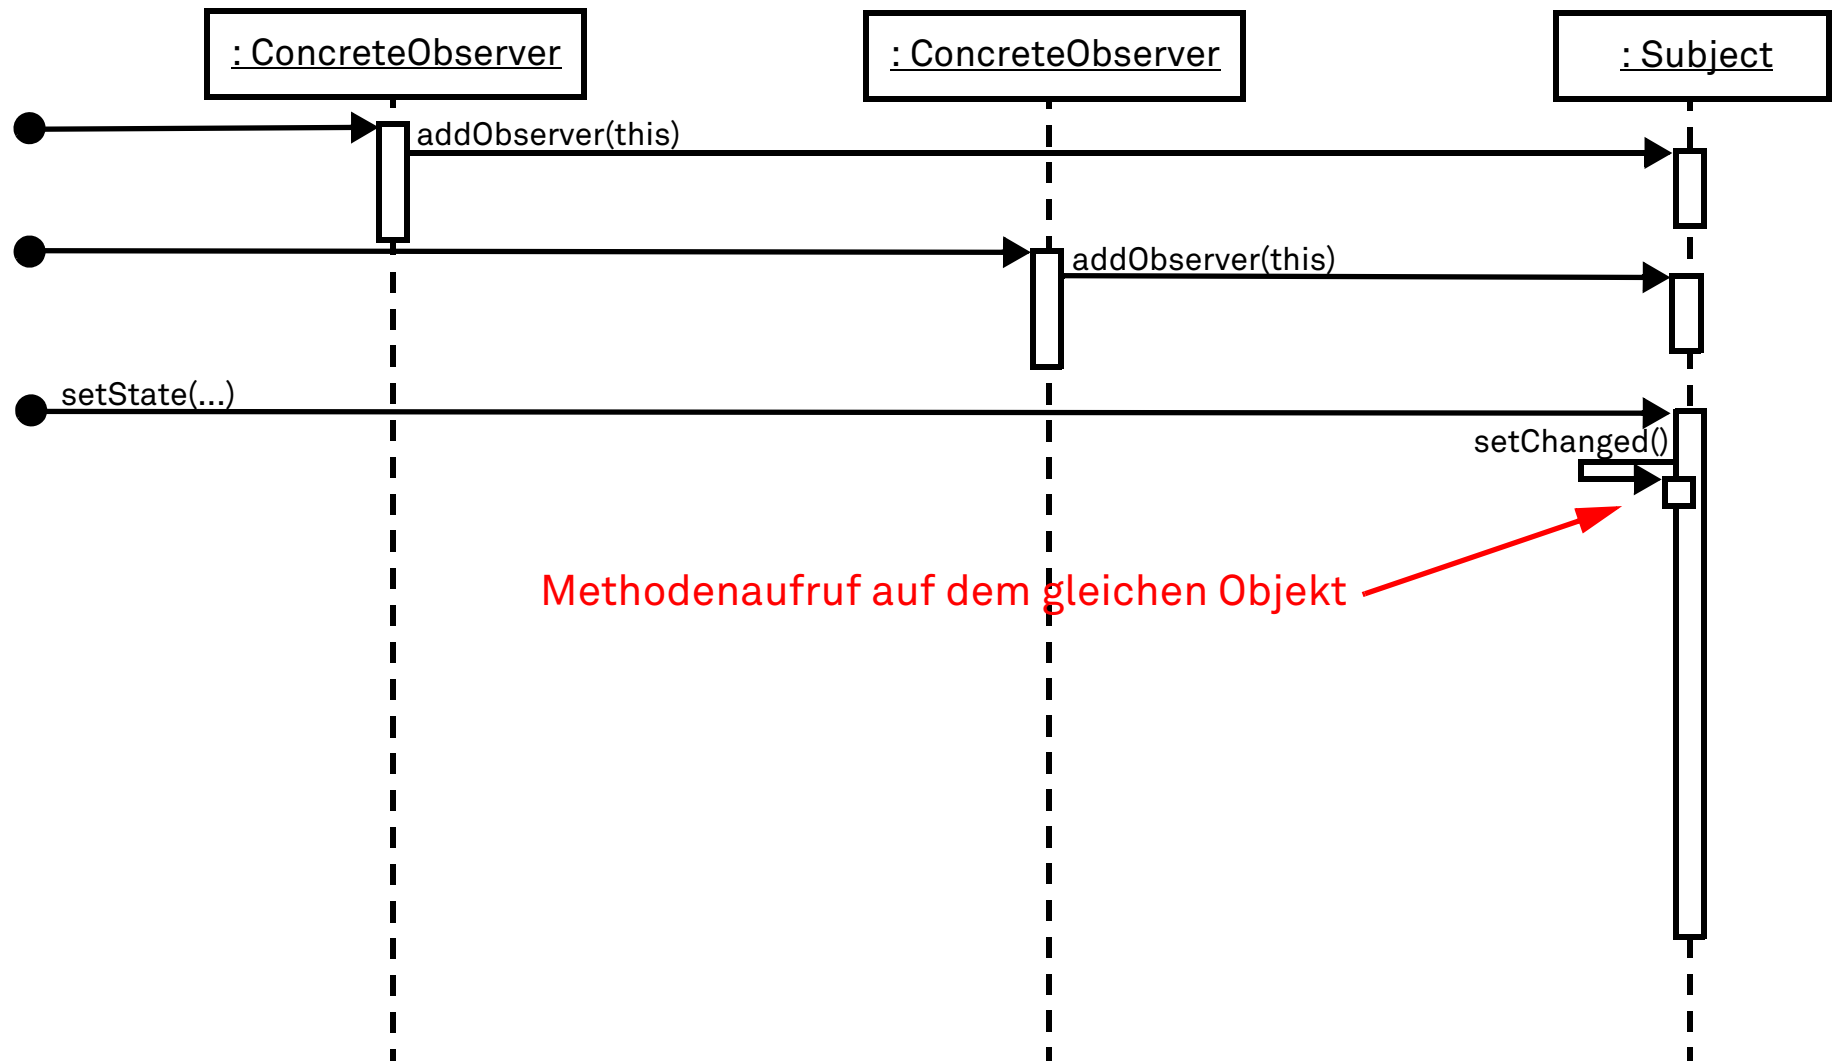 : ConcreteObserver
: ConcreteObserver
: Subject
addObserver(this)
addObserver(this)
setState(...)
setChanged()
Methodenaufruf auf dem gleichen Objekt